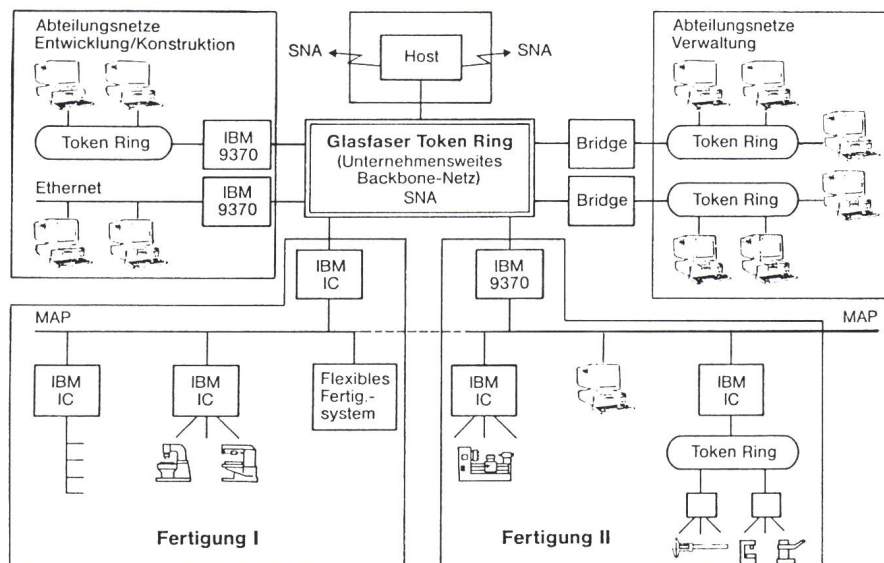 Abteilungsnetze
Entwicklung/Konstruktion
Token Ring
IBM
9370
Ethernet
IBM
9370
SNA
Host
SNA
Glasfaser Token Ring
(Unternehmensweites
Backbone-Netz)
SNA
Bridge
Bridge
Abteilungsnetze
Verwaltung
Token Ring
Token Ring
IBM
IC
IBM
9370
MAP
MAP
IBM
IC
IBM
IC
Flexibles
Fertig.-
system
Fertigung I
IBM
IC
IBM
IC
Token Ring
Fertigung II